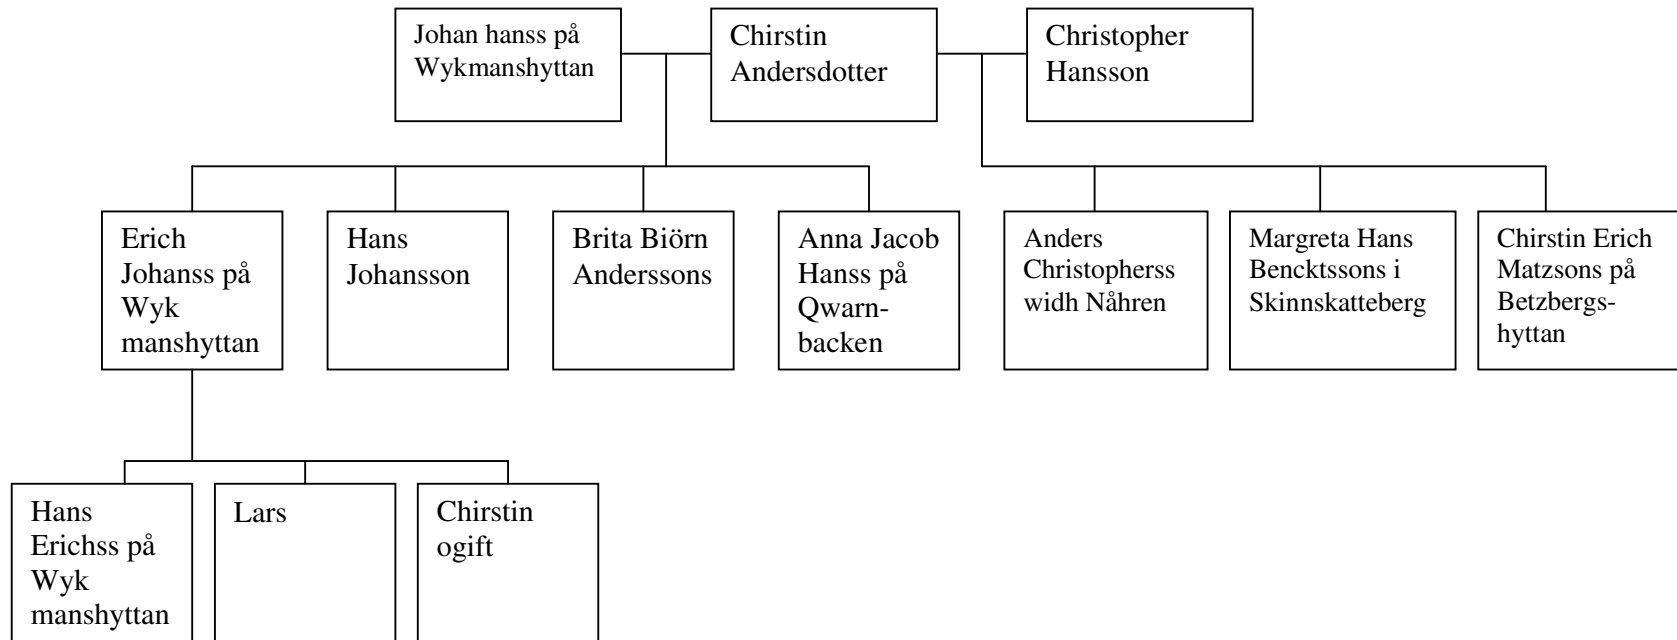 Johan hanss på
Wykmanshyttan
Chirstin
Andersdotter
Christopher
Hansson
Erich
Johanss på
Wyk
manshyttan
Hans
Johansson
Brita Biörn
Anderssons
Anna Jacob
Hanss på
Qwarn-
backen
Anders
Christopherss
widh Nåhren
Margreta Hans
Bencktssons i
Skinnskatteberg
Chirstin Erich
Matzsons på
Betzbergs-
hyttan
Hans
Erichss på
Wyk
manshyttan
Lars
Chirstin
ogift